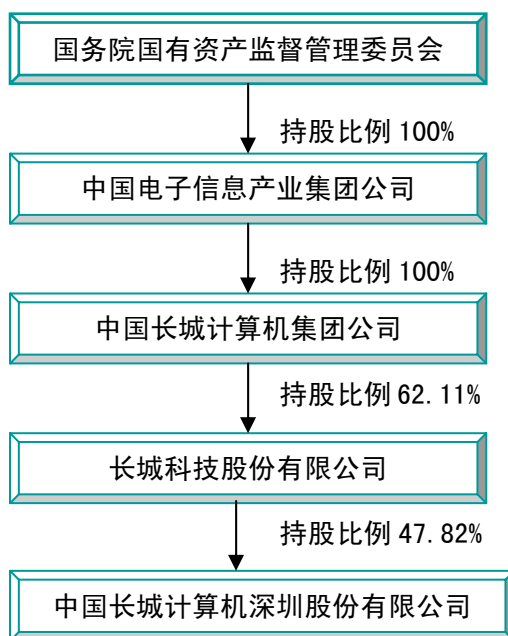 国务院国有资产监督管理委员会
持股比例 100%
中国电子信息产业集团公司
持股比例 100%
中国长城计算机集团公司
持股比例 62.11%
长城科技股份有限公司
持股比例 47.82%
中国长城计算机深圳股份有限公司